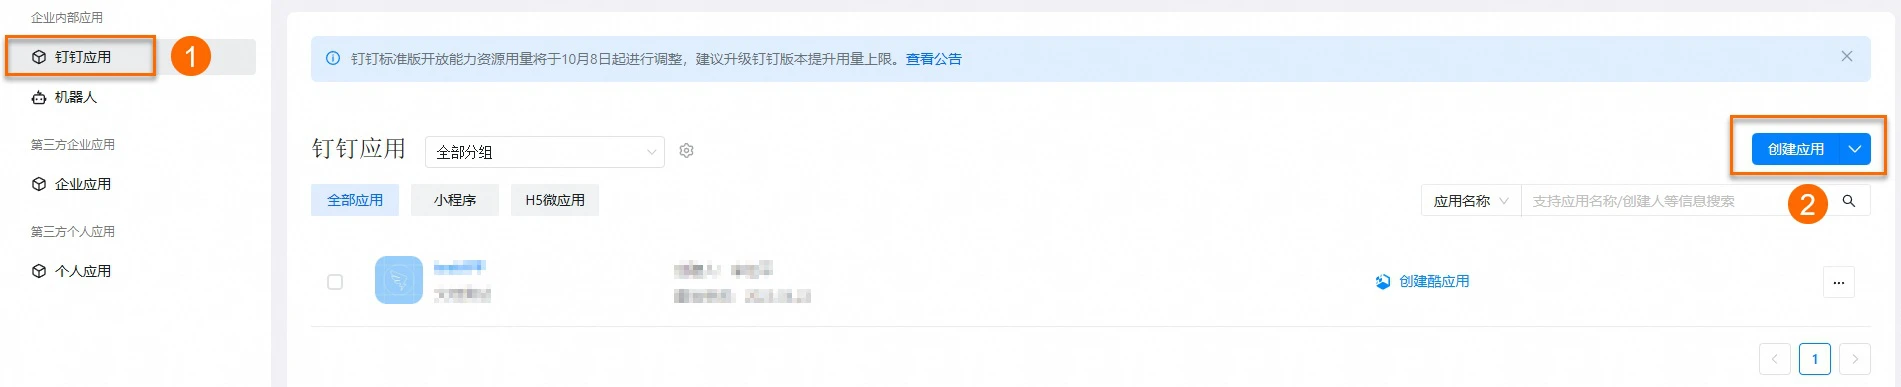 企业内部应用
钉钉应用
1
机器人
第三方企业应用
企业应用
第三方个人应用
个人应用
钉钉标准版开放能力资源用量将于10月8日起进行调整，建议升级钉钉版本提升用量上限。查看公告
钉钉应用 全部分组
创建应用
全部应用 小程序 H5微应用
应用名称 支持应用名称/创建人等信息搜索
2
创建酷应用
...
1